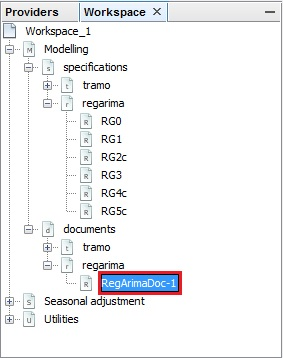 Providers Workspace ×
Workspace_1
M Modelling
s specifications
t tramo
r regarima
R RG0
R RG1
R RG2c
R RG3
R RG4c
R RG5c
d documents
t tramo
r regarima
R RegArimaDoc-1
S Seasonal adjustment
U Utilities